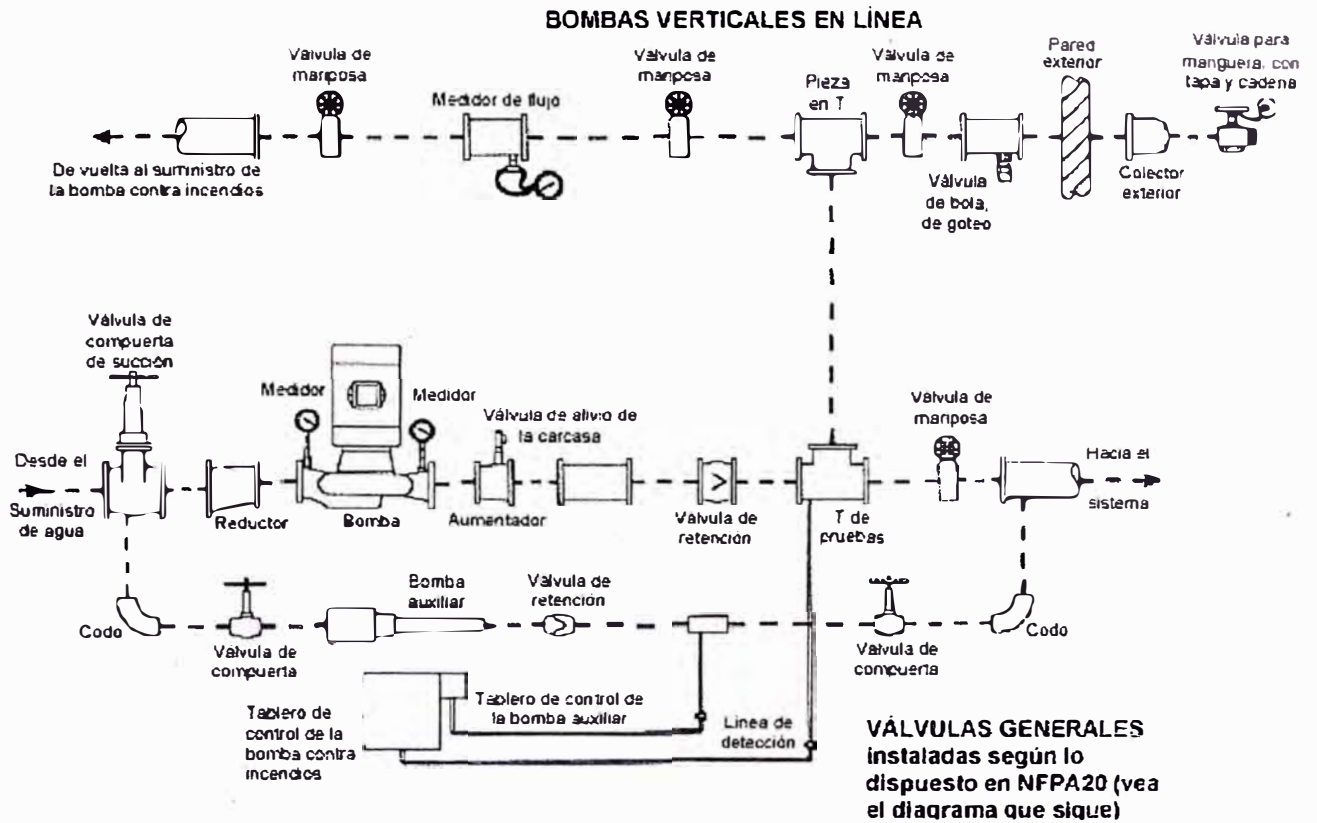 BOMBAS VERTICALES EN LÍNEA
Válvula de
mariposa
Medidor de flujo
Válvula de
mariposa
Pieza
en T
Válvula de
mariposa
Pared
exterior
Válvula para
manguera, con
tapa y cadena
De vuelta al suministro de
la bomba contra incendios
Válvula
de bola,
de goteo
Colector
exterior
Válvula de
compuerta
de succión
Medidor
Medidor
Válvula de alivio de
la carcasa
Válvula de
mariposa
Desde el
Suministro
de agua
Reductor
Bomba
Aumentador
Válvula de
retención
T de
pruebas
Hacia el
sistema
Codo
Válvula de
compuerta
Bomba
auxiliar
Válvula de
retención
Válvula de
compuerta
Codo
Tablero de
control de la
bomba contra
incendios
Tablero de control de
la bomba auxiliar
Línea de
detección
VÁLVULAS GENERALES
instaladas según lo
dispuesto en NFPA20 (vea
el diagrama que sigue)